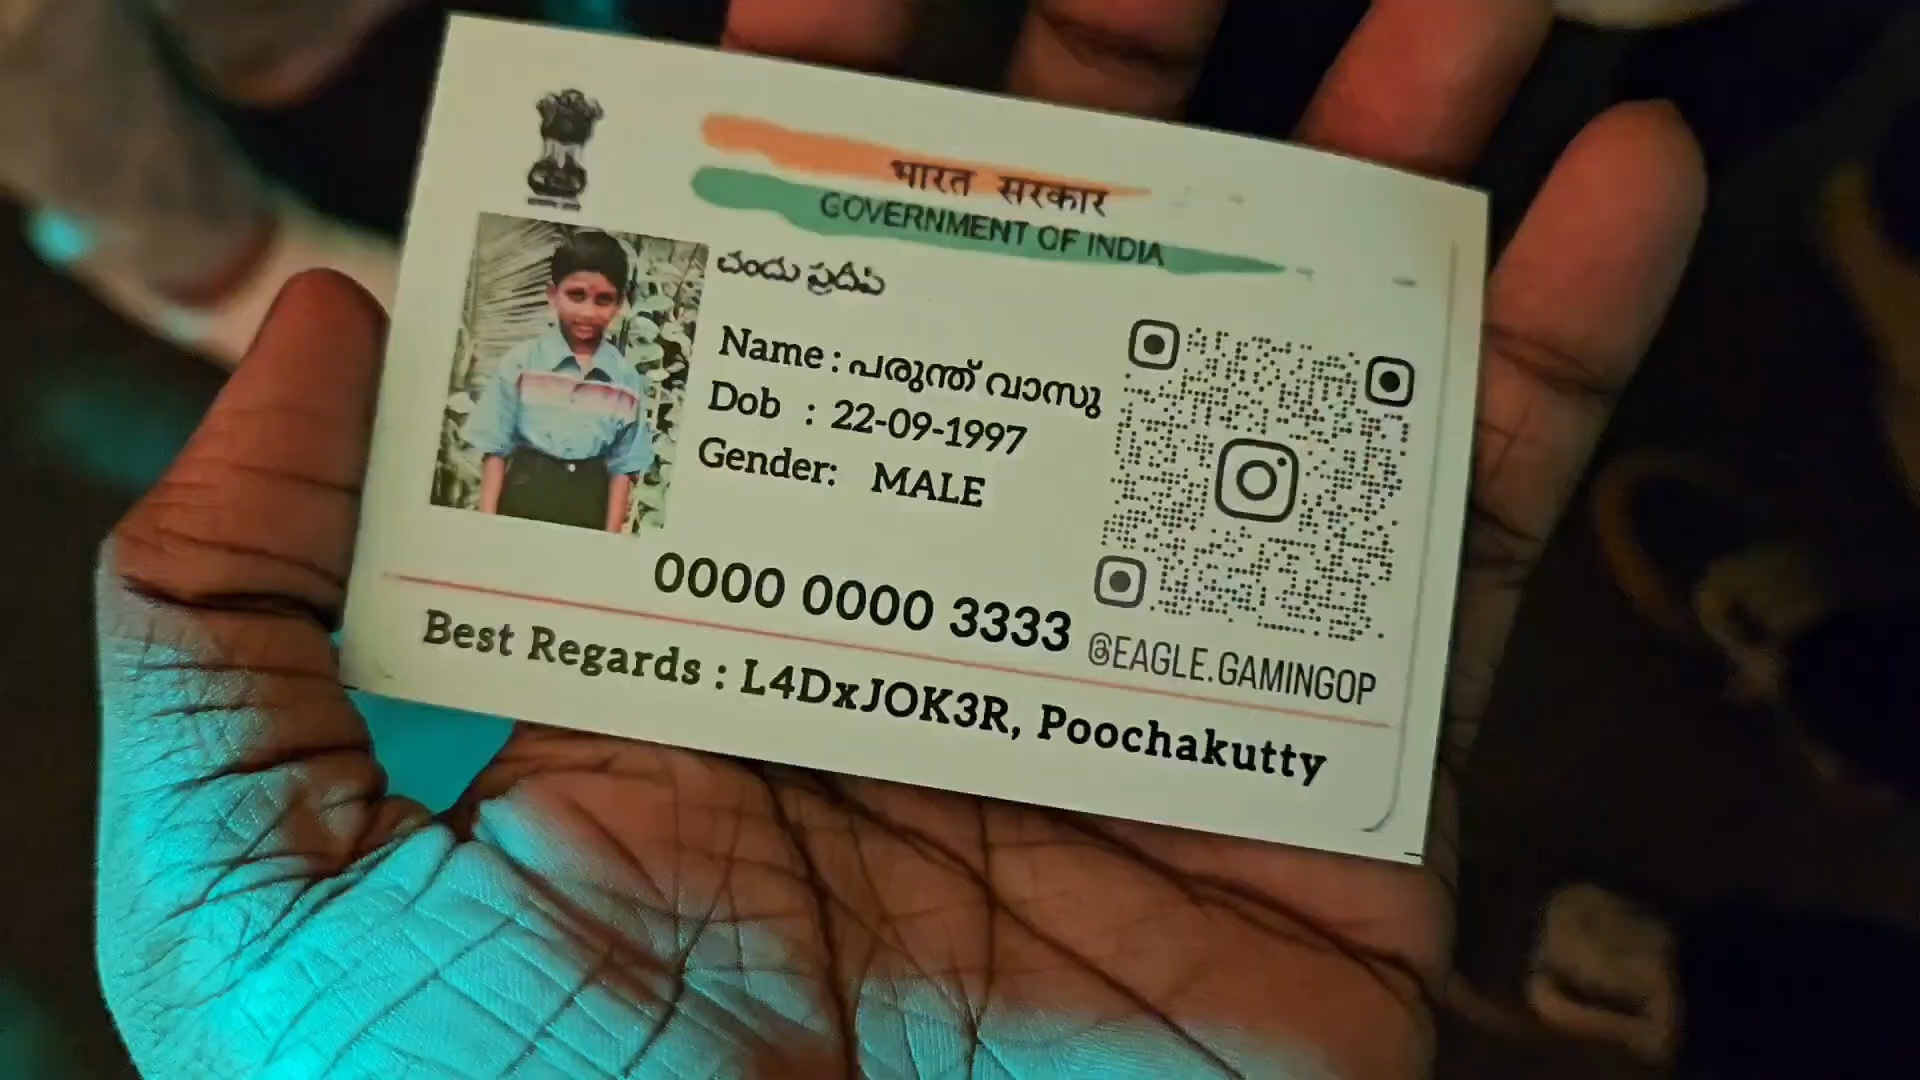 भारत सरकार
GOVERNMENT OF INDIA
చందు ప్రదీప్
Name : പരുന്ത് വാസു
Dob : 22-09-1997
Gender: MALE
0000 0000 3333
@EAGLE.GAMINGOP
Best Regards : L4DxJOK3R, Poochakutty